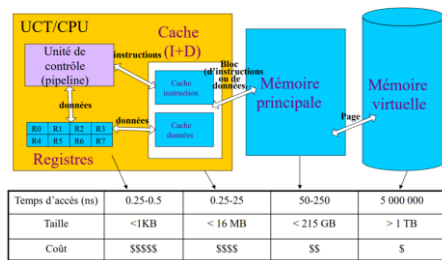 UCT/CPU
Unité de
contrôle
(pipeline)
instructions
Cache
(I+D)
Cache
instruction
Cache
données
données
données
R0 R1 R2 R3
R4 R5 R6 R7
Registres
Bloc
(d'instructions
ou de
données)
Mémoire
principale
Page
Mémoire
virtuelle
Temps d'accès (ns) 0.25-0.5 0.25-25 50-250 5 000 000
Taille <1KB < 16 MB < 215 GB > 1 TB
Coût $$$$$ $$$$ $$ $